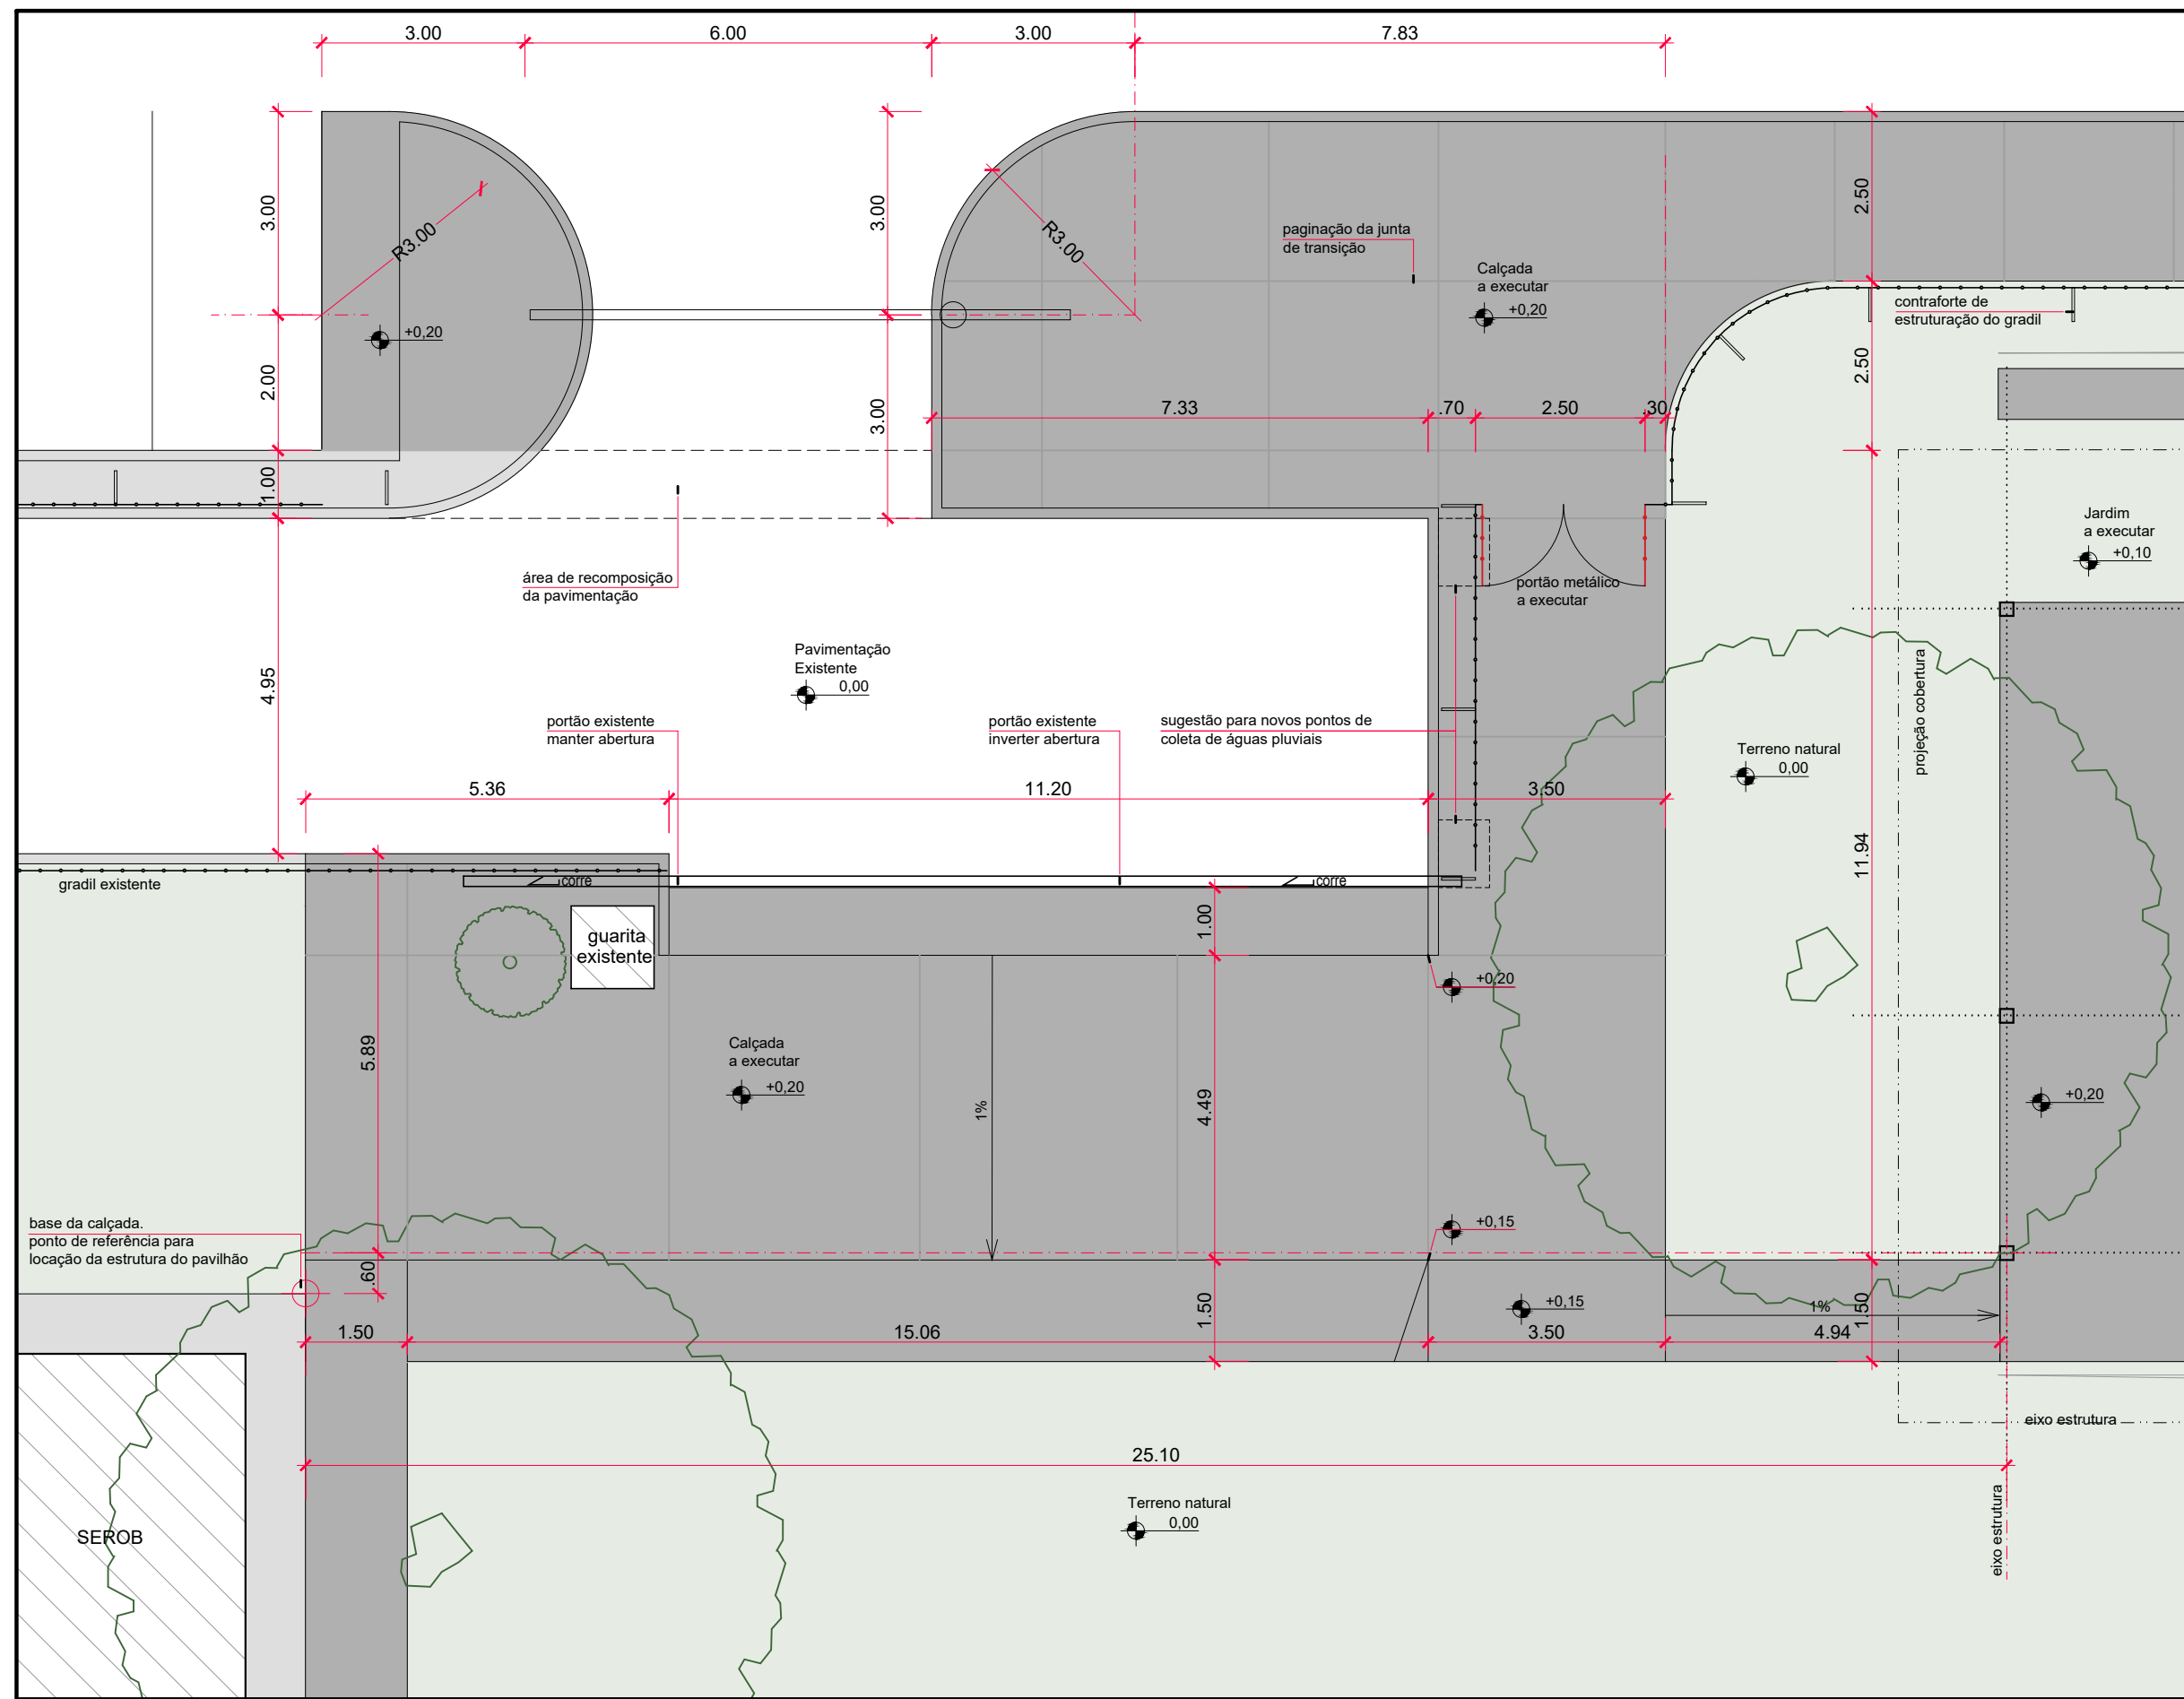 3.00
6.00
3.00
7.83
3.00
3.00
2.50
R3.00
R3.00
paginação da junta
de transição
Calçada
a executar
+0,20
+0,20
contraforte de
estruturação do gradil
2.00
3.00
2.50
7.33
.70
2.50
.30
1.00
Jardim
a executar
+0,10
área de recomposição
da pavimentação
portão metálico
a executar
4.95
Pavimentação
Existente
0,00
projeção cobertura
portão existente
manter abertura
portão existente
inverter abertura
sugestão para novos pontos de
coleta de águas pluviais
Terreno natural
0,00
5.36
11.20
3.50
11.94
gradil existente
corre
corre
guarita
existente
1.00
+0,20
5.89
Calçada
a executar
+0,20
1%
4.49
+0,20
base da calçada.
ponto de referência para
locação da estrutura do pavilhão
.60
+0,15
1.50
+0,15
1%
1.50
1.50
15.06
3.50
4.94
eixo estrutura
25.10
Terreno natural
0,00
eixo estrutura
SEROB